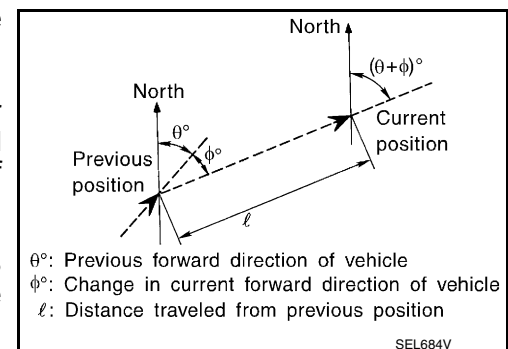 North
(θ+ϕ)°
North
θ°
ϕ°
Current
position
Previous
position
ℓ
θ°: Previous forward direction of vehicle
ϕ°: Change in current forward direction of vehicle
ℓ: Distance traveled from previous position
SEL684V